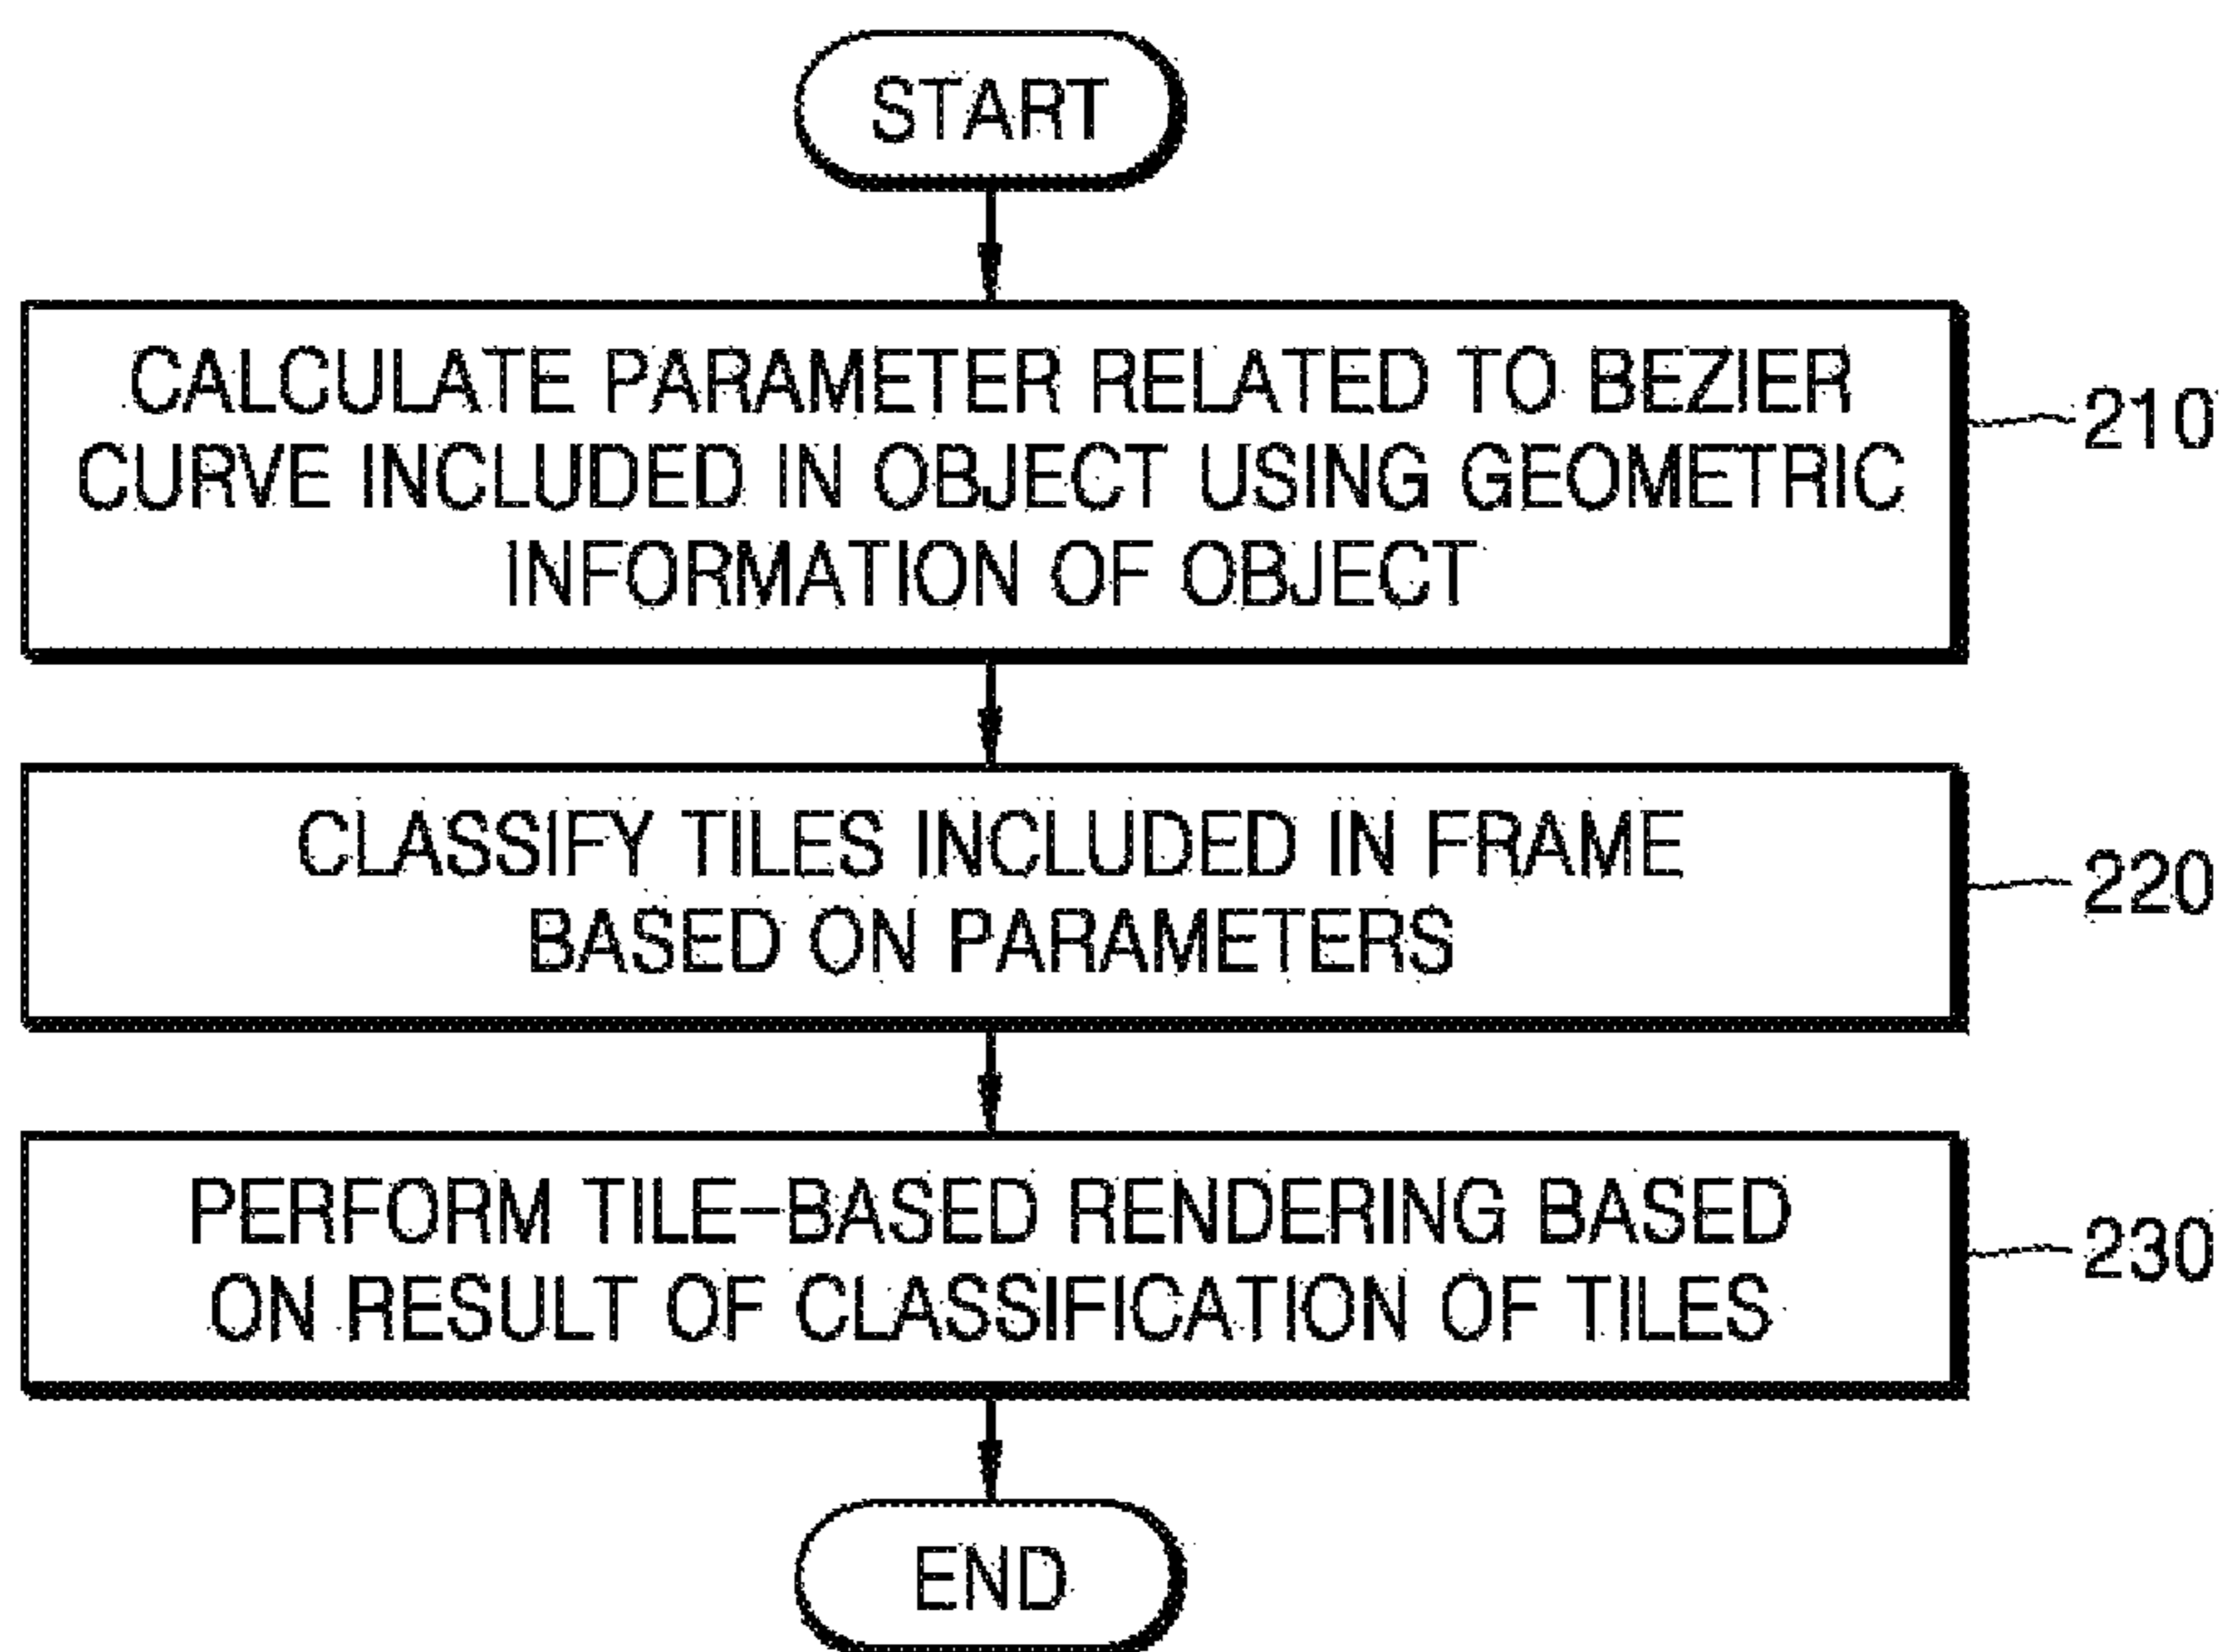 START
CALCULATE PARAMETER RELATED TO BEZIER
CURVE INCLUDED IN OBJECT USING GEOMETRIC
INFORMATION OF OBJECT
210
CLASSIFY TILES INCLUDED IN FRAME
BASED ON PARAMETERS
220
PERFORM TILE-BASED RENDERING BASED
ON RESULT OF CLASSIFICATION OF TILES
230
END